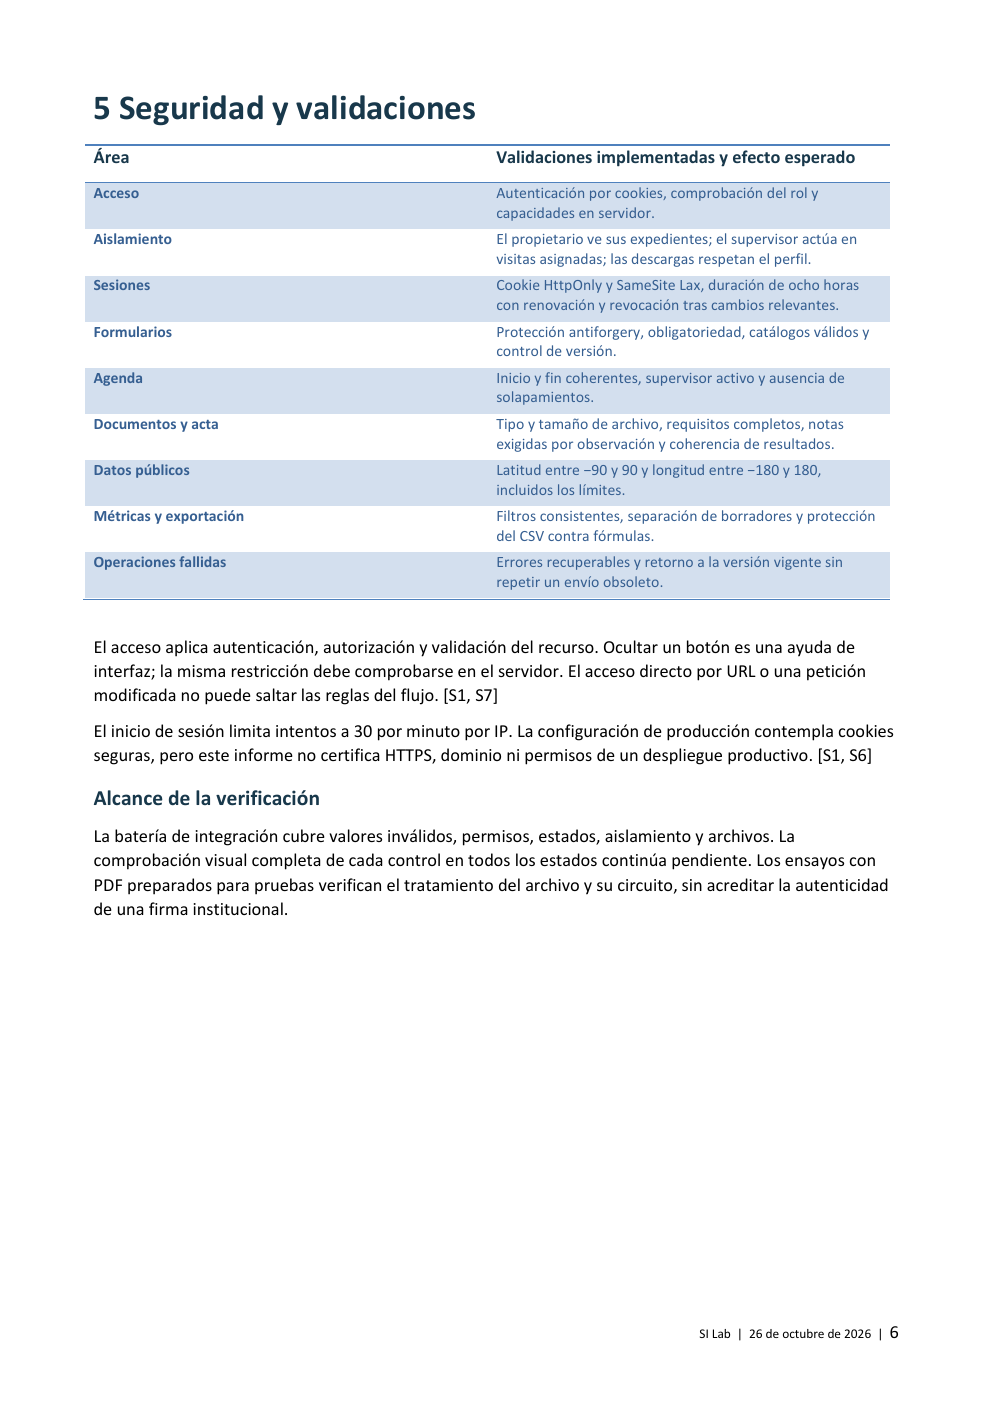 5 Seguridad y validaciones
Área
Validaciones implementadas y efecto esperado
Acceso
Autenticación por cookies, comprobación del rol y
capacidades en servidor.
Aislamiento
El propietario ve sus expedientes; el supervisor actúa en
visitas asignadas; las descargas respetan el perfil.
Sesiones
Cookie HttpOnly y SameSite Lax, duración de ocho horas
con renovación y revocación tras cambios relevantes.
Formularios
Protección antiforgery, obligatoriedad, catálogos válidos y
control de versión.
Agenda
Inicio y fin coherentes, supervisor activo y ausencia de
solapamientos.
Documentos y acta
Tipo y tamaño de archivo, requisitos completos, notas
exigidas por observación y coherencia de resultados.
Datos públicos
Latitud entre −90 y 90 y longitud entre −180 y 180,
incluidos los límites.
Métricas y exportación
Filtros consistentes, separación de borradores y protección
del CSV contra fórmulas.
Operaciones fallidas
Errores recuperables y retorno a la versión vigente sin
repetir un envío obsoleto.
El acceso aplica autenticación, autorización y validación del recurso. Ocultar un botón es una ayuda de
interfaz; la misma restricción debe comprobarse en el servidor. El acceso directo por URL o una petición
modificada no puede saltar las reglas del flujo. [S1, S7]
El inicio de sesión limita intentos a 30 por minuto por IP. La configuración de producción contempla cookies
seguras, pero este informe no certifica HTTPS, dominio ni permisos de un despliegue productivo. [S1, S6]
Alcance de la verificación
La batería de integración cubre valores inválidos, permisos, estados, aislamiento y archivos. La
comprobación visual completa de cada control en todos los estados continúa pendiente. Los ensayos con
PDF preparados para pruebas verifican el tratamiento del archivo y su circuito, sin acreditar la autenticidad
de una firma institucional.
SI Lab | 26 de octubre de 2026 | 6